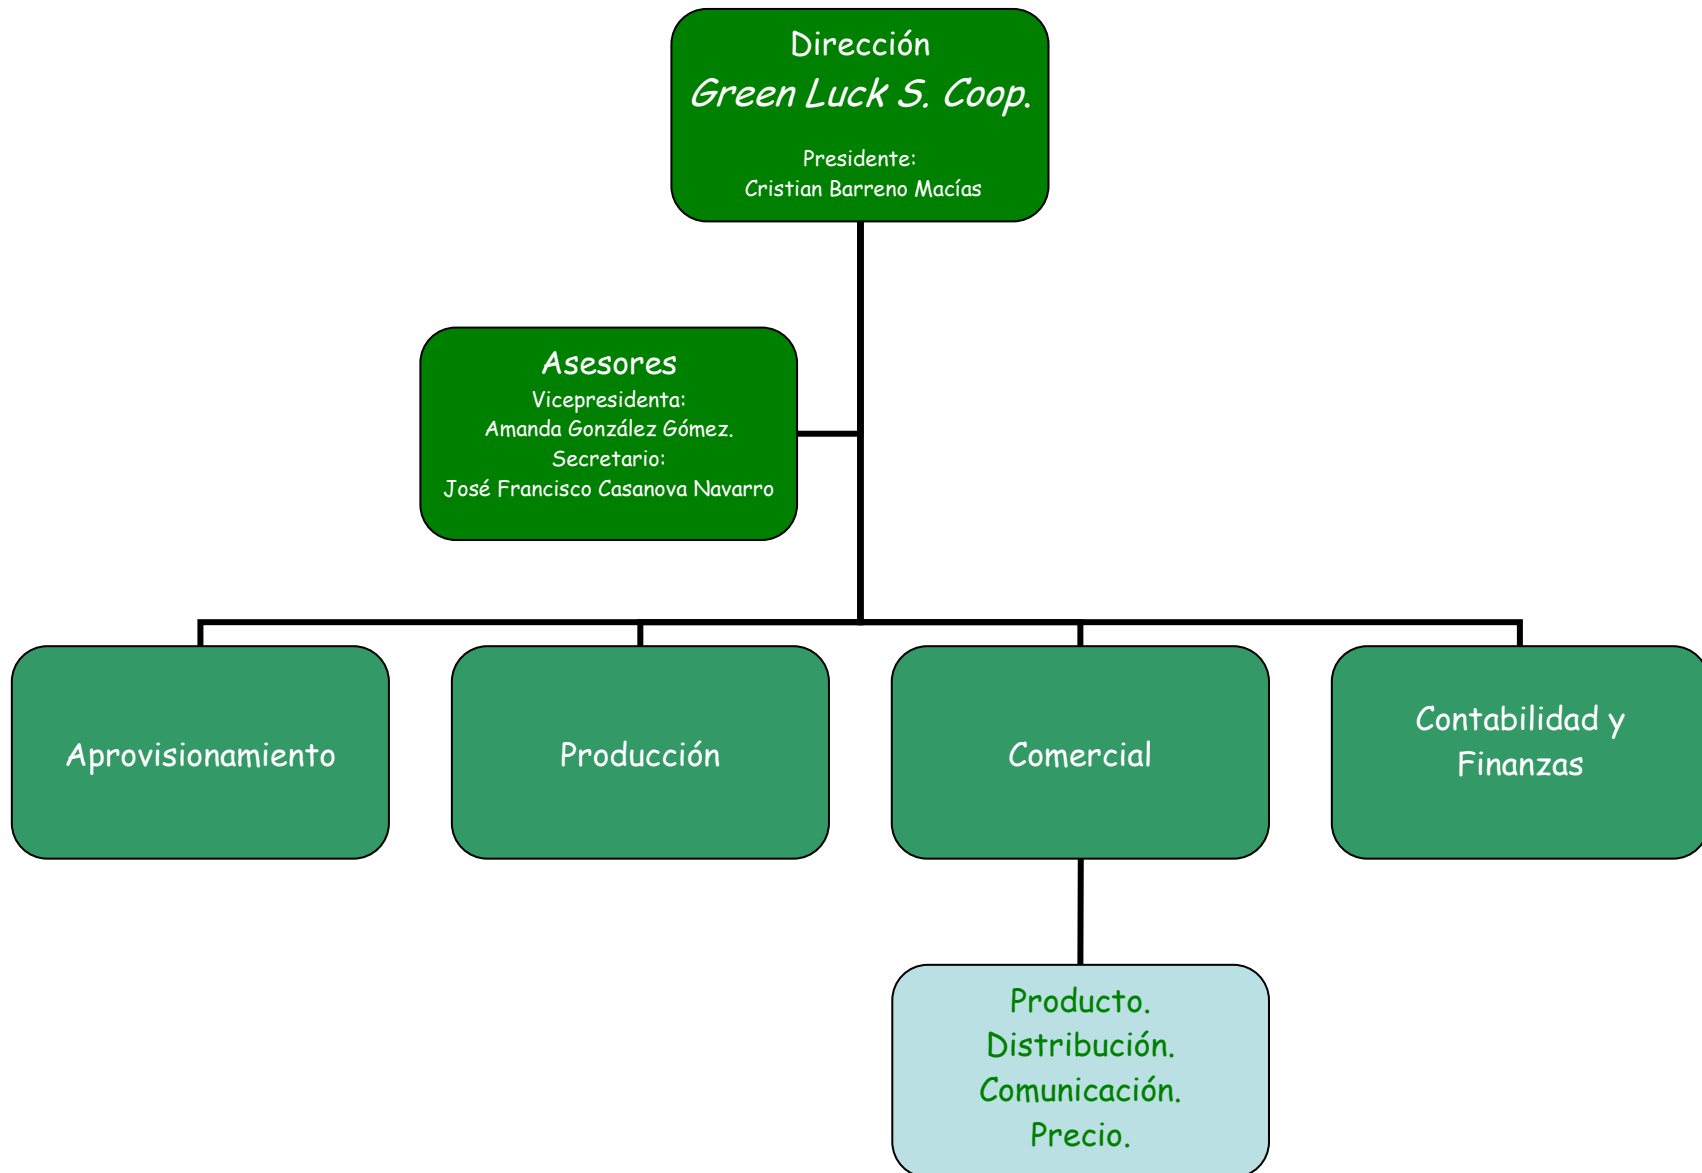 Dirección
Green Luck S. Coop.
Presidente:
Cristian Barreno Macías
Asesores
Vicepresidenta:
Amanda González Gómez.
Secretario:
José Francisco Casanova Navarro
Aprovisionamiento
Producción
Comercial
Contabilidad y
Finanzas
Producto.
Distribución.
Comunicación.
Precio.